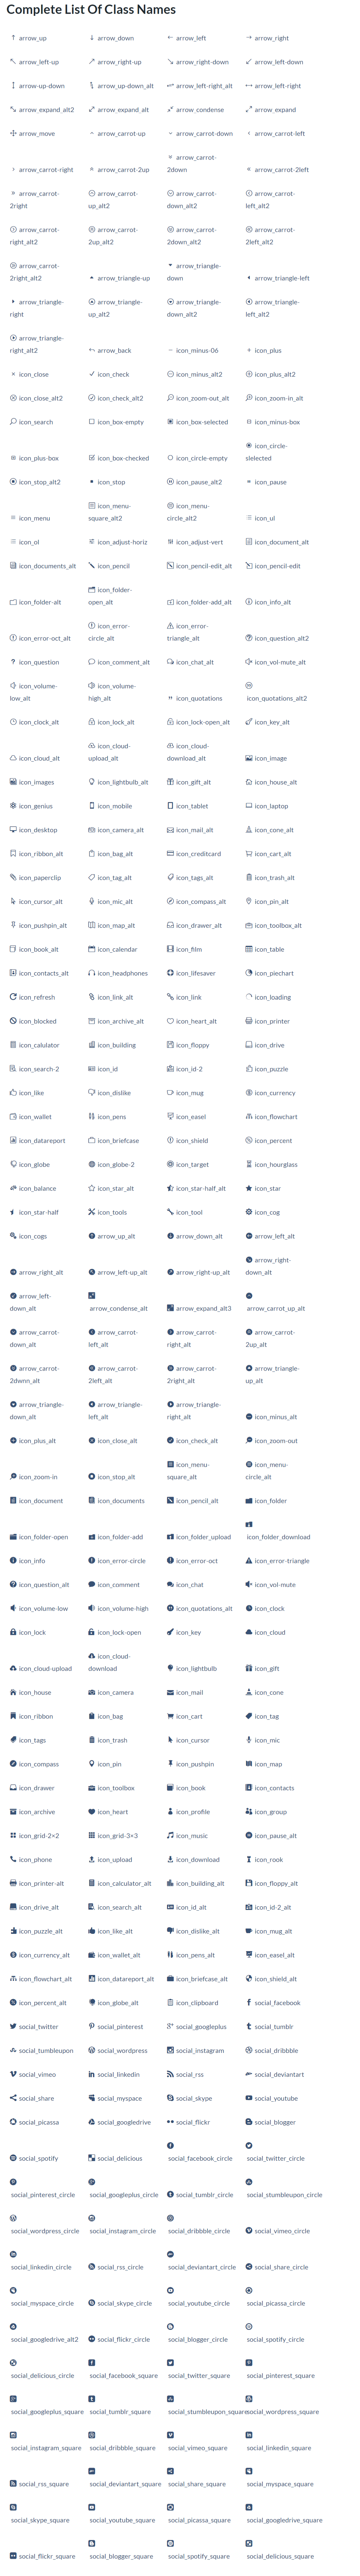 Complete List Of Class Names
arrow_up arrow_down arrow_left arrow_right
arrow_left-up arrow_right-up arrow_right-down arrow_left-down
arrow-up-down arrow_up-down_alt arrow_left-right_alt arrow_left-right
arrow_expand_alt2 arrow_expand_alt arrow_condense arrow_expand
arrow_move arrow_carrot-up arrow_carrot-down arrow_carrot-left
arrow_carrot-right arrow_carrot-2up arrow_carrot-
2down arrow_carrot-2left
arrow_carrot-
2right arrow_carrot-
up_alt2 arrow_carrot-
down_alt2 arrow_carrot-
left_alt2
arrow_carrot-
right_alt2 arrow_carrot-
2up_alt2 arrow_carrot-
2down_alt2 arrow_carrot-
2left_alt2
arrow_carrot-
2right_alt2 arrow_triangle-up arrow_triangle-
down arrow_triangle-left
arrow_triangle-
right arrow_triangle-
up_alt2 arrow_triangle-
down_alt2 arrow_triangle-
left_alt2
arrow_triangle-
right_alt2 arrow_back icon_minus-06 icon_plus
icon_close icon_check icon_minus_alt2 icon_plus_alt2
icon_close_alt2 icon_check_alt2 icon_zoom-out_alt icon_zoom-in_alt
icon_search icon_box-empty icon_box-selected icon_minus-box
icon_plus-box icon_box-checked icon_circle-empty icon_circle-
slelected
icon_stop_alt2 icon_stop icon_pause_alt2 icon_pause
icon_menu icon_menu-
square_alt2 icon_menu-
circle_alt2 icon_ul
icon_ol icon_adjust-horiz icon_adjust-vert icon_document_alt
icon_documents_alt icon_pencil icon_pencil-edit_alt icon_pencil-edit
icon_folder-alt icon_folder-
open_alt icon_folder-add_alt icon_info_alt
icon_error-oct_alt icon_error-
circle_alt icon_error-
triangle_alt icon_question_alt2
icon_question icon_comment_alt icon_chat_alt icon_vol-mute_alt
icon_volume-
low_alt icon_volume-
high_alt icon_quotations icon_quotations_alt2
icon_clock_alt icon_lock_alt icon_lock-open_alt icon_key_alt
icon_cloud_alt icon_cloud-
upload_alt icon_cloud-
download_alt icon_image
icon_images icon_lightbulb_alt icon_gift_alt icon_house_alt
icon_genius icon_mobile icon_tablet icon_laptop
icon_desktop icon_camera_alt icon_mail_alt icon_cone_alt
icon_ribbon_alt icon_bag_alt icon_creditcard icon_cart_alt
icon_paperclip icon_tag_alt icon_tags_alt icon_trash_alt
icon_cursor_alt icon_mic_alt icon_compass_alt icon_pin_alt
icon_pushpin_alt icon_map_alt icon_drawer_alt icon_toolbox_alt
icon_book_alt icon_calendar icon_film icon_table
icon_contacts_alt icon_headphones icon_lifesaver icon_piechart
icon_refresh icon_link_alt icon_link icon_loading
icon_blocked icon_archive_alt icon_heart_alt icon_printer
icon_calulator icon_building icon_floppy icon_drive
icon_search-2 icon_id icon_id-2 icon_puzzle
icon_like icon_dislike icon_mug icon_currency
icon_wallet icon_pens icon_easel icon_flowchart
icon_datareport icon_briefcase icon_shield icon_percent
icon_globe icon_globe-2 icon_target icon_hourglass
icon_balance icon_star_alt icon_star-half_alt icon_star
icon_star-half icon_tools icon_tool icon_cog
icon_cogs arrow_up_alt arrow_down_alt arrow_left_alt
arrow_right_alt arrow_left-up_alt arrow_right-up_alt arrow_right-
down_alt
arrow_left-
down_alt arrow_condense_alt arrow_expand_alt3 arrow_carrot_up_alt
arrow_carrot-
down_alt arrow_carrot-
left_alt arrow_carrot-
right_alt arrow_carrot-
2up_alt
arrow_carrot-
2dwnn_alt arrow_carrot-
2left_alt arrow_carrot-
2right_alt arrow_triangle-
up_alt
arrow_triangle-
down_alt arrow_triangle-
left_alt arrow_triangle-
right_alt icon_minus_alt
icon_plus_alt icon_close_alt icon_check_alt icon_zoom-out
icon_zoom-in icon_stop_alt icon_menu-
square_alt icon_menu-
circle_alt
icon_document icon_documents icon_pencil_alt icon_folder
icon_folder-open icon_folder-add icon_folder_upload icon_folder_download
icon_info icon_error-circle icon_error-oct icon_error-triangle
icon_question_alt icon_comment icon_chat icon_vol-mute
icon_volume-low icon_volume-high icon_quotations_alt icon_clock
icon_lock icon_lock-open icon_key icon_cloud
icon_cloud-upload icon_cloud-
download icon_lightbulb icon_gift
icon_house icon_camera icon_mail icon_cone
icon_ribbon icon_bag icon_cart icon_tag
icon_tags icon_trash icon_cursor icon_mic
icon_compass icon_pin icon_pushpin icon_map
icon_drawer icon_toolbox icon_book icon_contacts
icon_archive icon_heart icon_profile icon_group
icon_grid-2×2 icon_grid-3×3 icon_music icon_pause_alt
icon_phone icon_upload icon_download icon_rook
icon_printer-alt icon_calculator_alt icon_building_alt icon_floppy_alt
icon_drive_alt icon_search_alt icon_id_alt icon_id-2_alt
icon_puzzle_alt icon_like_alt icon_dislike_alt icon_mug_alt
icon_currency_alt icon_wallet_alt icon_pens_alt icon_easel_alt
icon_flowchart_alt icon_datareport_alt icon_briefcase_alt icon_shield_alt
icon_percent_alt icon_globe_alt icon_clipboard social_facebook
social_twitter social_pinterest social_googleplus social_tumblr
social_tumbleupon social_wordpress social_instagram social_dribbble
social_vimeo social_linkedin social_rss social_deviantart
social_share social_myspace social_skype social_youtube
social_picassa social_googledrive social_flickr social_blogger
social_spotify social_delicious social_facebook_circle social_twitter_circle
social_pinterest_circle social_googleplus_circle social_tumblr_circle social_stumbleupon_circle
social_wordpress_circle social_instagram_circle social_dribbble_circle social_vimeo_circle
social_linkedin_circle social_rss_circle social_deviantart_circle social_share_circle
social_myspace_circle social_skype_circle social_youtube_circle social_picassa_circle
social_googledrive_alt2 social_flickr_circle social_blogger_circle social_spotify_circle
social_delicious_circle social_facebook_square social_twitter_square social_pinterest_square
social_googleplus_square social_tumblr_square social_stumbleupon_square social_wordpress_square
social_instagram_square social_dribbble_square social_vimeo_square social_linkedin_square
social_rss_square social_deviantart_square social_share_square social_myspace_square
social_skype_square social_youtube_square social_picassa_square social_googledrive_square
social_flickr_square social_blogger_square social_spotify_square social_delicious_square